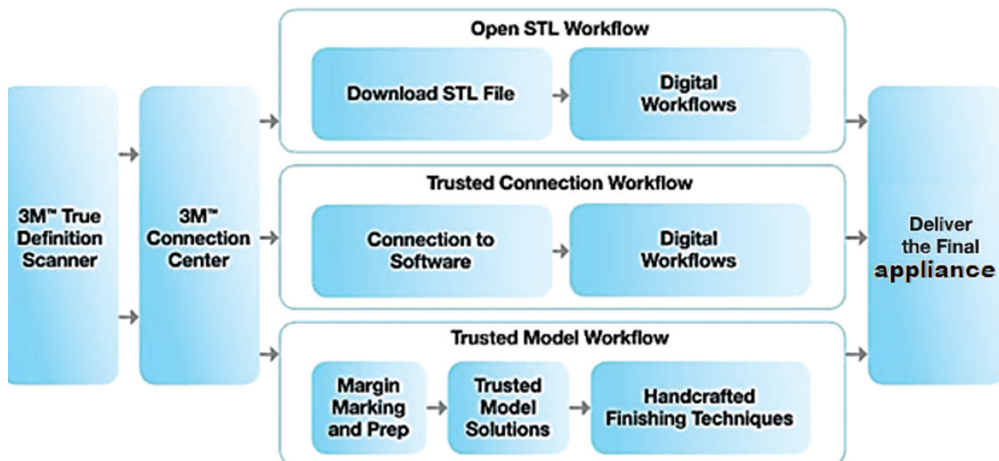 3M™ True
Definition
Scanner
3M™
Connection
Center
Open STL Workflow
Download STL File
Digital
Workflows
Trusted Connection Workflow
Connection to
Software
Digital
Workflows
Trusted Model Workflow
Margin
Marking
and Prep
Trusted
Model
Solutions
Handcrafted
Finishing Techniques
Deliver
the Final
appliance